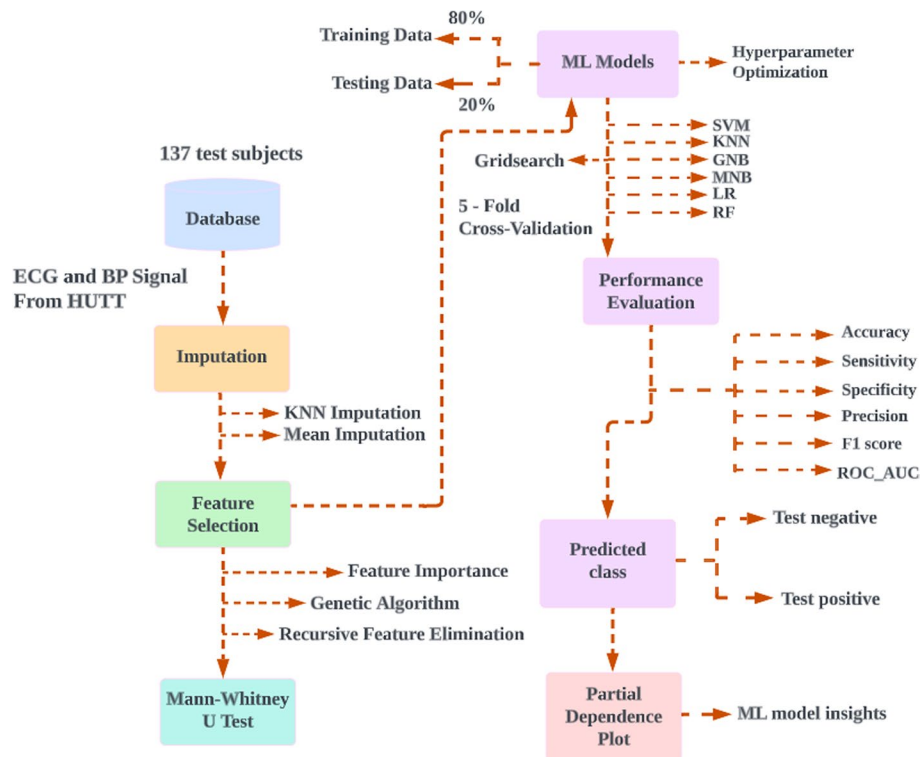 80%
Training Data
Testing Data
20%
ML Models
Hyperparameter
Optimization
SVM
KNN
GNB
MNB
LR
RF
Gridsearch
5 - Fold
Cross-Validation
137 test subjects
Database
ECG and BP Signal
From HUTT
Imputation
KNN Imputation
Mean Imputation
Feature
Selection
Feature Importance
Genetic Algorithm
Recursive Feature Elimination
Mann-Whitney
U Test
Performance
Evaluation
Accuracy
Sensitivity
Specificity
Precision
F1 score
ROC_AUC
Predicted
class
Test negative
Test positive
Partial
Dependence
Plot
ML model insights